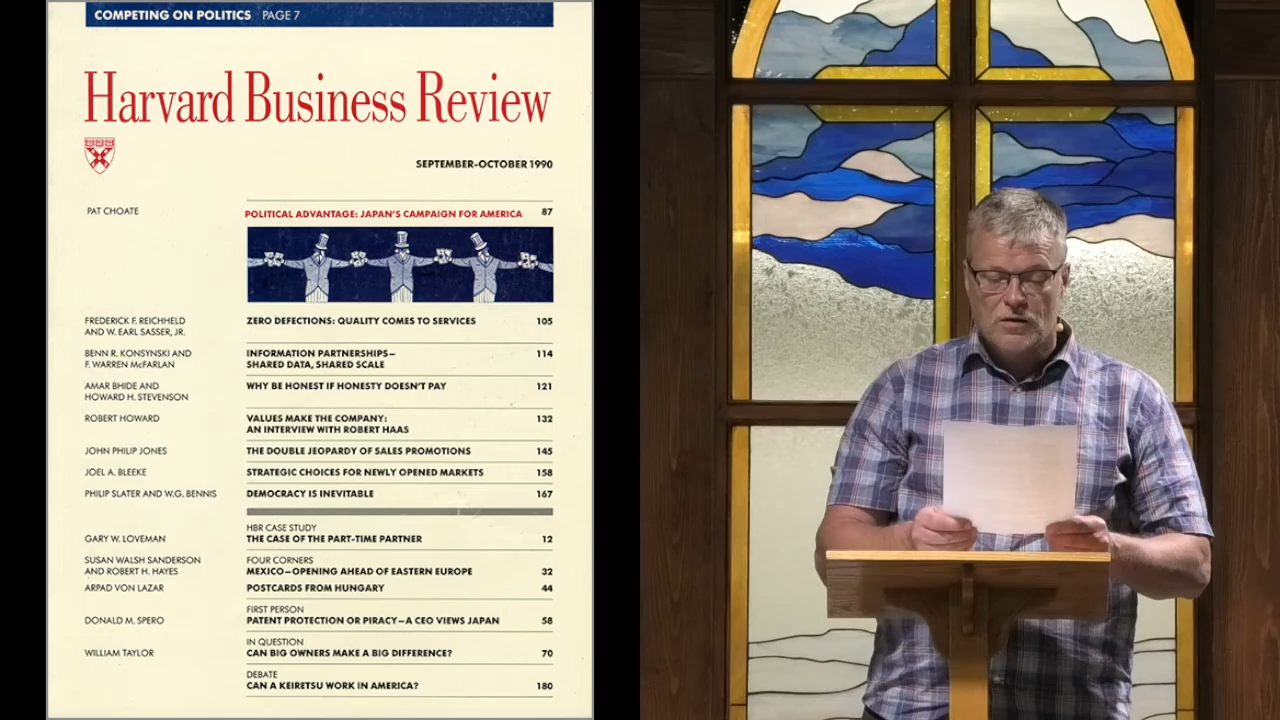 COMPETING ON POLITICS PAGE 7
Harvard Business Review
SEPTEMBER-OCTOBER 1990
PAT CHOATE POLITICAL ADVANTAGE: JAPAN'S CAMPAIGN FOR AMERICA 87
FREDERICK F. REICHHELD ZERO DEFECTIONS: QUALITY COMES TO SERVICES 105
AND W. EARL SASSER, JR.
BENN R. KONSYNSKI AND INFORMATION PARTNERSHIPS– 114
F. WARREN McFARLAN SHARED DATA, SHARED SCALE
AMAR BHIDE AND WHY BE HONEST IF HONESTY DOESN'T PAY 121
HOWARD H. STEVENSON
ROBERT HOWARD VALUES MAKE THE COMPANY: 132
AN INTERVIEW WITH ROBERT HAAS
JOHN PHILIP JONES THE DOUBLE JEOPARDY OF SALES PROMOTIONS 145
JOEL A. BLEEKE STRATEGIC CHOICES FOR NEWLY OPENED MARKETS 158
PHILIP SLATER AND W.G. BENNIS DEMOCRACY IS INEVITABLE 167
HBR CASE STUDY
GARY W. LOVEMAN THE CASE OF THE PART-TIME PARTNER 12
SUSAN WALSH SANDERSON FOUR CORNERS
AND ROBERT H. HAYES MEXICO–OPENING AHEAD OF EASTERN EUROPE 32
ARPAD VON LAZAR POSTCARDS FROM HUNGARY 44
FIRST PERSON
DONALD M. SPERO PATENT PROTECTION OR PIRACY–A CEO VIEWS JAPAN 58
IN QUESTION
WILLIAM TAYLOR CAN BIG OWNERS MAKE A BIG DIFFERENCE? 70
DEBATE
CAN A KEIRETSU WORK IN AMERICA? 180